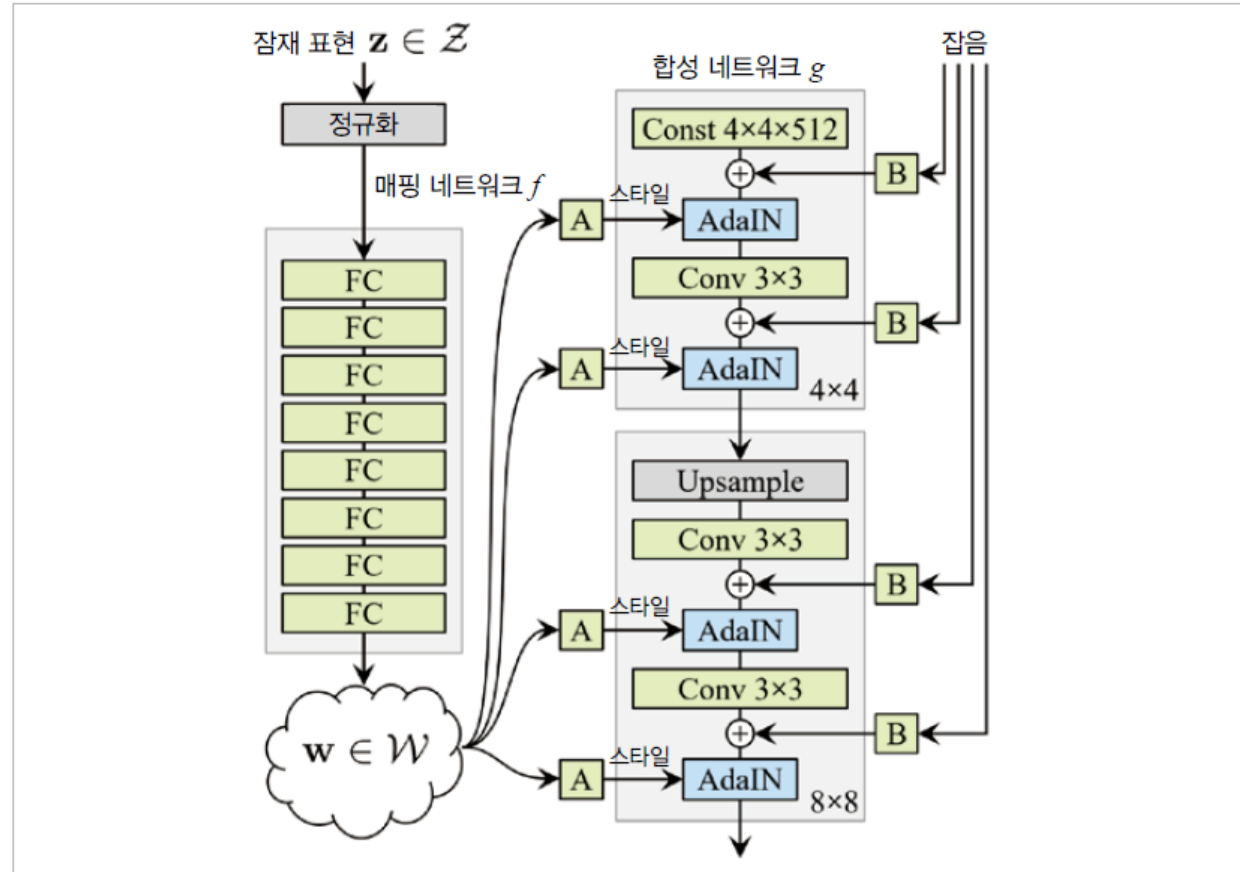 잠재 표현 z ∈ Z
정규화
매핑 네트워크 f
FC
FC
FC
FC
FC
FC
FC
FC
w ∈ W
합성 네트워크 g
잡음
Const 4×4×512
B
A
스타일
AdaIN
Conv 3×3
B
A
스타일
AdaIN
4×4
Upsample
Conv 3×3
B
A
스타일
AdaIN
Conv 3×3
B
A
스타일
AdaIN
8×8